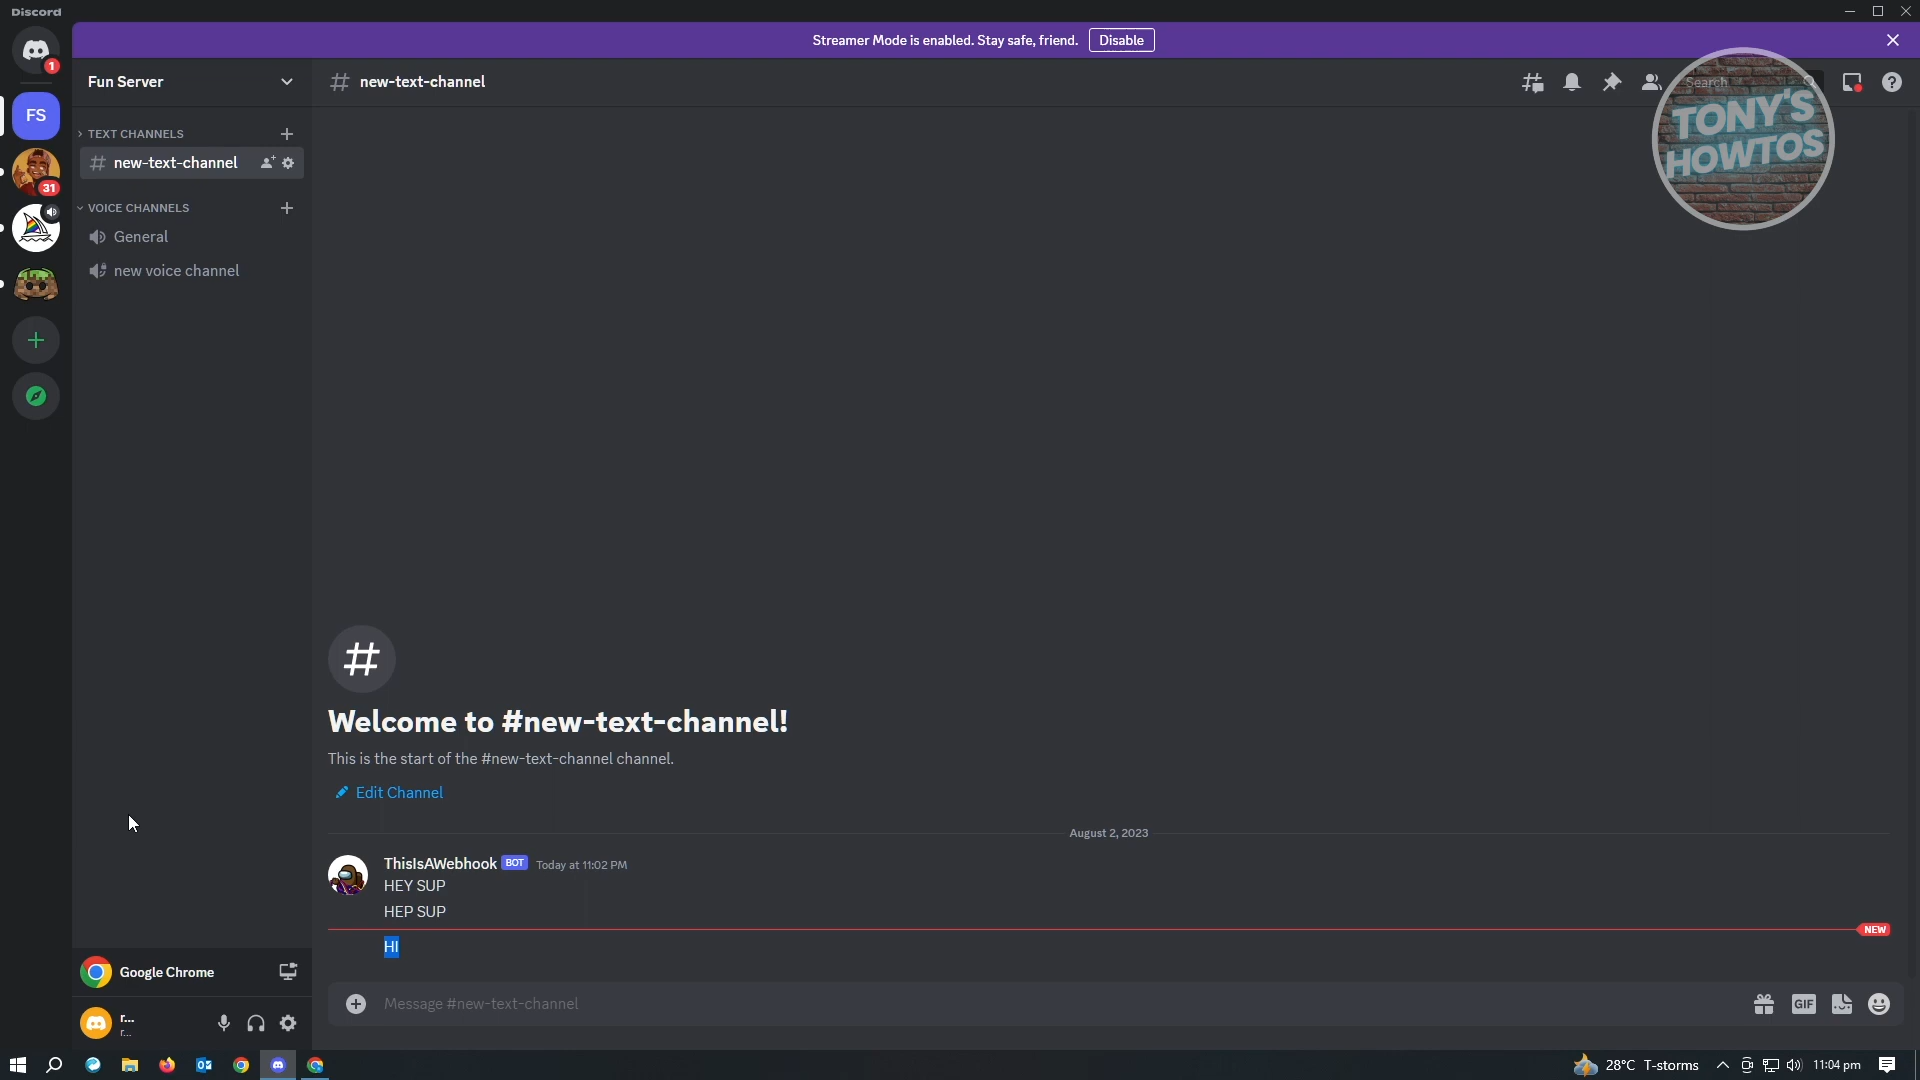 Discord
Streamer Mode is enabled. Stay safe, friend.
Disable
1
Fun Server
new-text-channel
Search
TONY'S
HOWTOS
FS
TEXT CHANNELS
new-text-channel
31
VOICE CHANNELS
General
new voice channel
Welcome to #new-text-channel!
This is the start of the #new-text-channel channel.
Edit Channel
August 2, 2023
ThisIsAWebhook BOT Today at 11:02 PM
HEY SUP
HEP SUP
NEW
HI
Google Chrome
r...
r...
Message #new-text-channel
GIF
28°C T-storms
11:04 pm